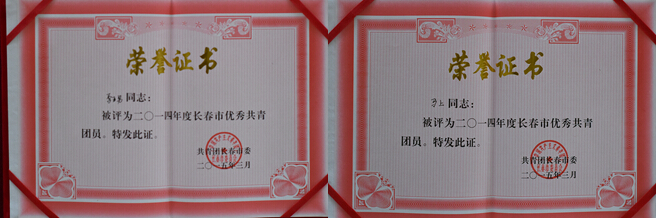 荣誉证书
同志：
被评为二〇一四年度长春市优秀共青
团员。特发此证。
共青团长春市委
二〇一五年三月
荣誉证书
同志：
被评为二〇一四年度长春市优秀共青
团员。特发此证。
共青团长春市委
二〇一五年三月